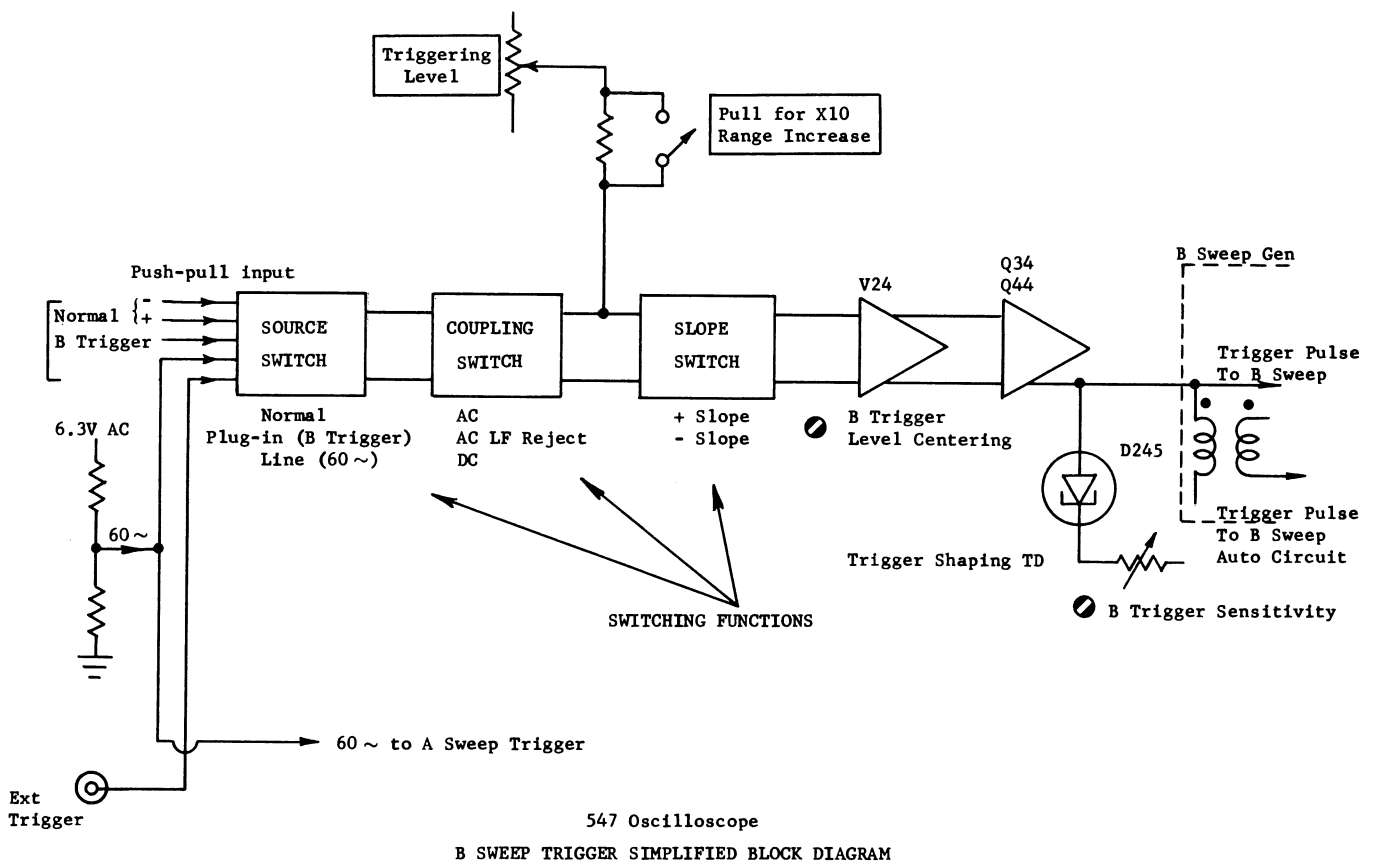 Triggering
Level
Pull for X10
Range Increase
Push-pull input
Normal { -
+
B Trigger
SOURCE
SWITCH
COUPLING
SWITCH
SLOPE
SWITCH
V24
Q34
Q44
B Sweep Gen
Trigger Pulse
To B Sweep
Normal
Plug-in (B Trigger)
Line (60 ~)
AC
AC LF Reject
DC
+ Slope
- Slope
B Trigger
Level Centering
D245
6.3V AC
60 ~
Trigger Pulse
To B Sweep
Auto Circuit
Trigger Shaping TD
B Trigger Sensitivity
SWITCHING FUNCTIONS
60 ~ to A Sweep Trigger
Ext
Trigger
547 Oscilloscope
B SWEEP TRIGGER SIMPLIFIED BLOCK DIAGRAM